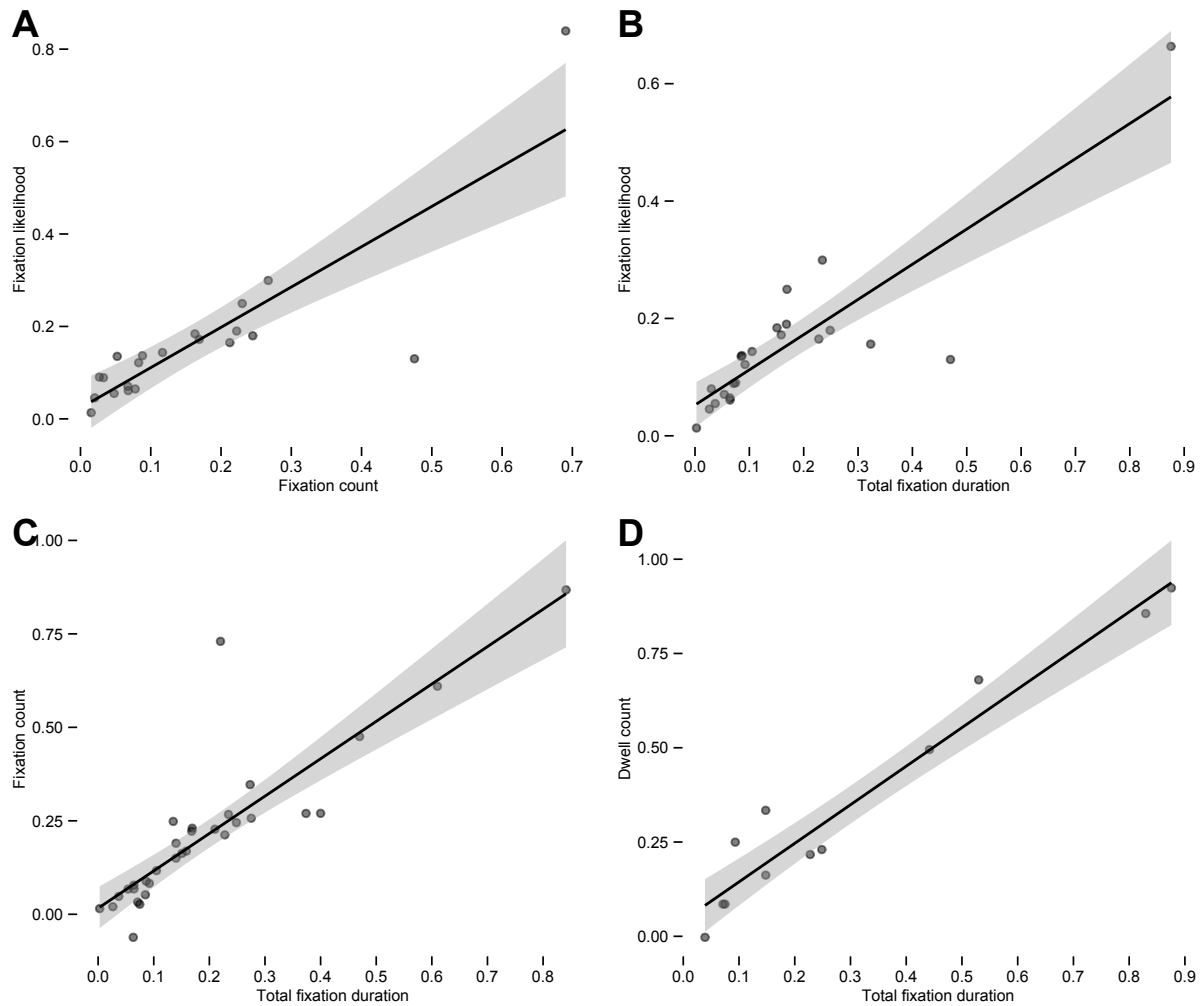 A
B
0.8
0.6
0.4
0.2
0.0
Fixation likelihood
0.0 0.1 0.2 0.3 0.4 0.5 0.6 0.7
Fixation count
0.6
0.4
0.2
0.0
Fixation likelihood
0.0 0.1 0.2 0.3 0.4 0.5 0.6 0.7 0.8 0.9
Total fixation duration
C
D
1.00
0.75
0.50
0.25
0.00
Fixation count
0.0 0.1 0.2 0.3 0.4 0.5 0.6 0.7 0.8
Total fixation duration
1.00
0.75
0.50
0.25
0.00
Dwell count
0.0 0.1 0.2 0.3 0.4 0.5 0.6 0.7 0.8 0.9
Total fixation duration